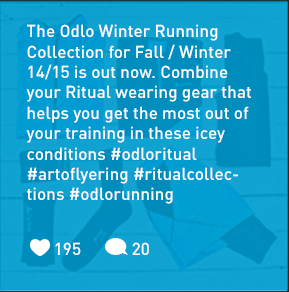 The Odlo Winter Running
Collection for Fall / Winter
14/15 is out now. Combine
your Ritual wearing gear that
helps you get the most out of
your training in these icey
conditions #odloritual
#artoflyering #ritualcollec-
tions #odlorunning
195 20